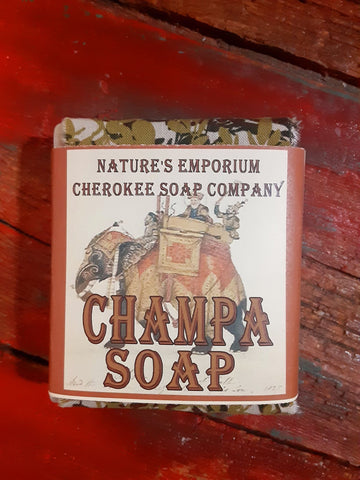 NATURE'S EMPORIUM
CHEROKEE SOAP COMPANY
CHAMPA
SOAP